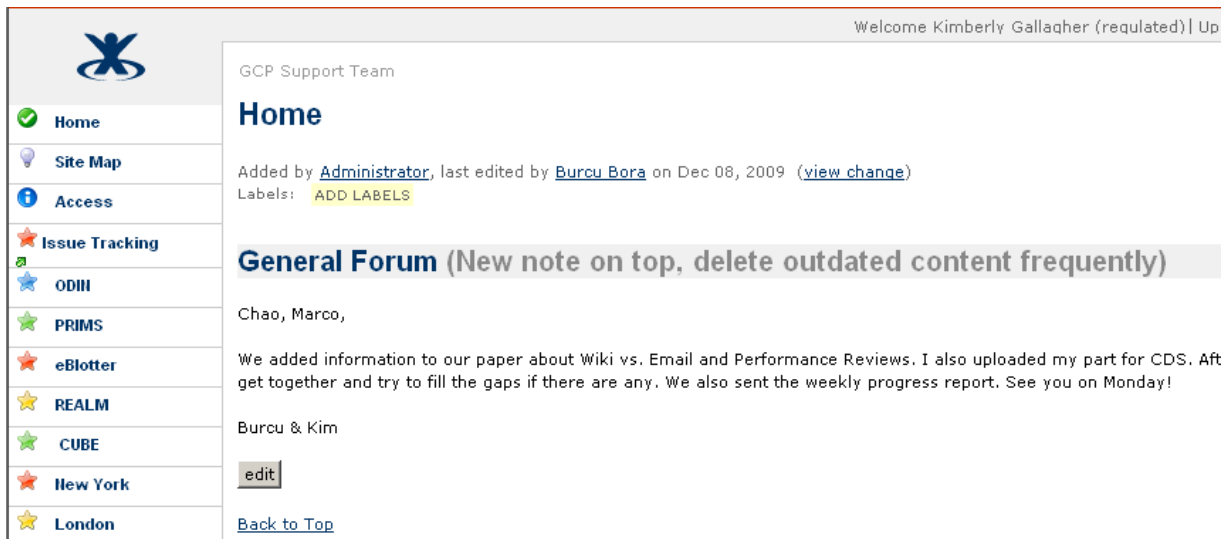 Welcome Kimberly Gallagher (regulated)| Up
GCP Support Team
Home
Home
Site Map
Access
Issue Tracking
ODIN
PRIMS
eBlotter
REALM
CUBE
New York
London
Added by Administrator, last edited by Burcu Bora on Dec 08, 2009 (view change)
Labels: ADD LABELS
General Forum (New note on top, delete outdated content frequently)
Chao, Marco,
We added information to our paper about Wiki vs. Email and Performance Reviews. I also uploaded my part for CDS. Aft
get together and try to fill the gaps if there are any. We also sent the weekly progress report. See you on Monday!
Burcu & Kim
edit
Back to Top